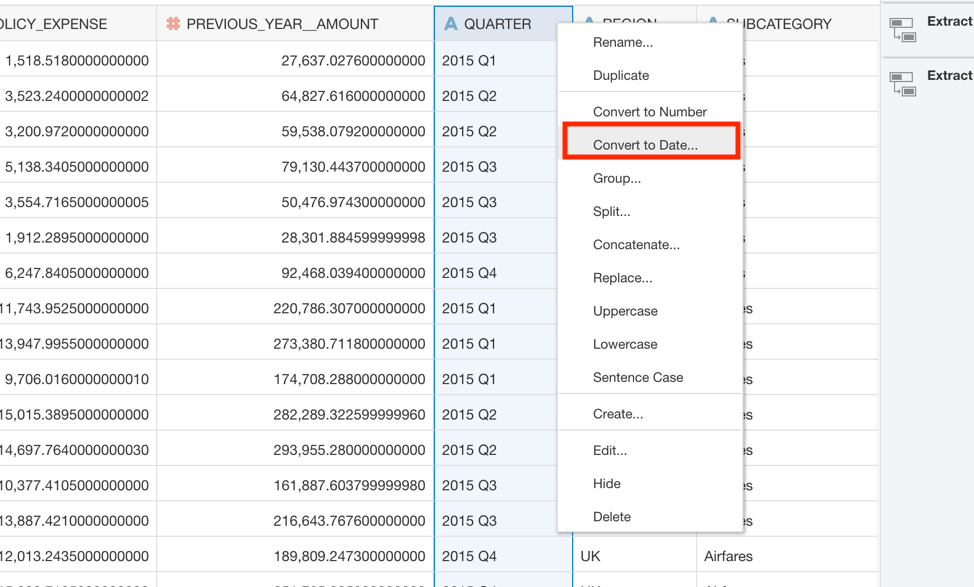 OLICY_EXPENSE # PREVIOUS_YEAR__AMOUNT A QUARTER A REGION A SUBCATEGORY
1,518.5180000000000 27,637.027600000000 2015 Q1
3,523.2400000000002 64,827.616000000000 2015 Q2
3,200.9720000000000 59,538.079200000000 2015 Q2
5,138.3405000000000 79,130.443700000000 2015 Q3
3,554.7165000000005 50,476.974300000000 2015 Q3
1,912.2895000000000 28,301.884599999998 2015 Q3
6,247.8405000000000 92,468.039400000000 2015 Q4
11,743.9525000000000 220,786.307000000000 2015 Q1
13,947.9955000000000 273,380.711800000000 2015 Q1
9,706.0160000000010 174,708.288000000000 2015 Q1
15,015.3895000000000 282,289.322599999960 2015 Q2
14,697.7640000000030 293,955.280000000000 2015 Q2
10,377.4105000000000 161,887.603799999980 2015 Q3
13,887.4210000000000 216,643.767600000000 2015 Q3
12,013.2435000000000 189,809.247300000000 2015 Q4 UK Airfares
Rename...
Duplicate
Convert to Number
Convert to Date...
Group...
Split...
Concatenate...
Replace...
Uppercase
Lowercase
Sentence Case
Create...
Edit...
Hide
Delete
Extract
Extract